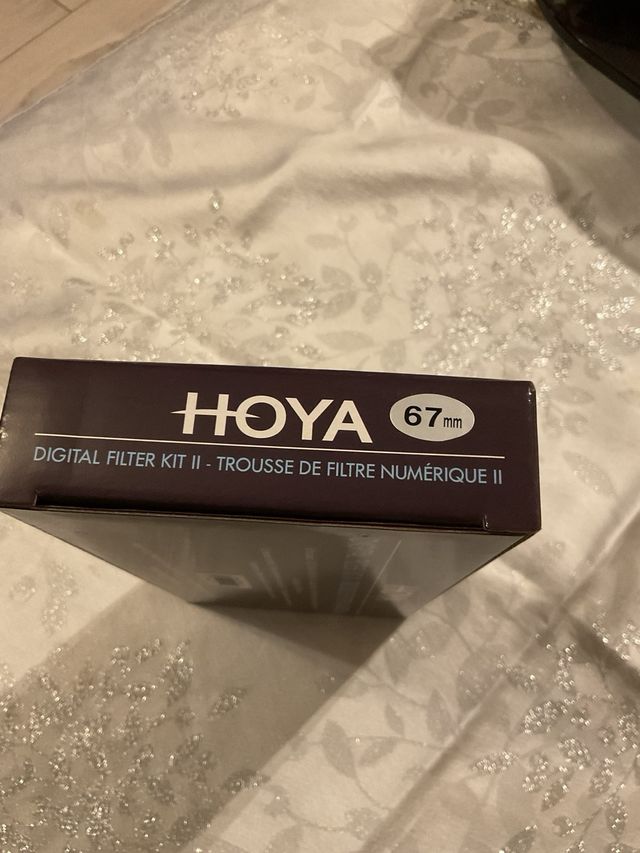 HOYA 67mm
DIGITAL FILTER KIT II - TROUSSE DE FILTRE NUMÉRIQUE II